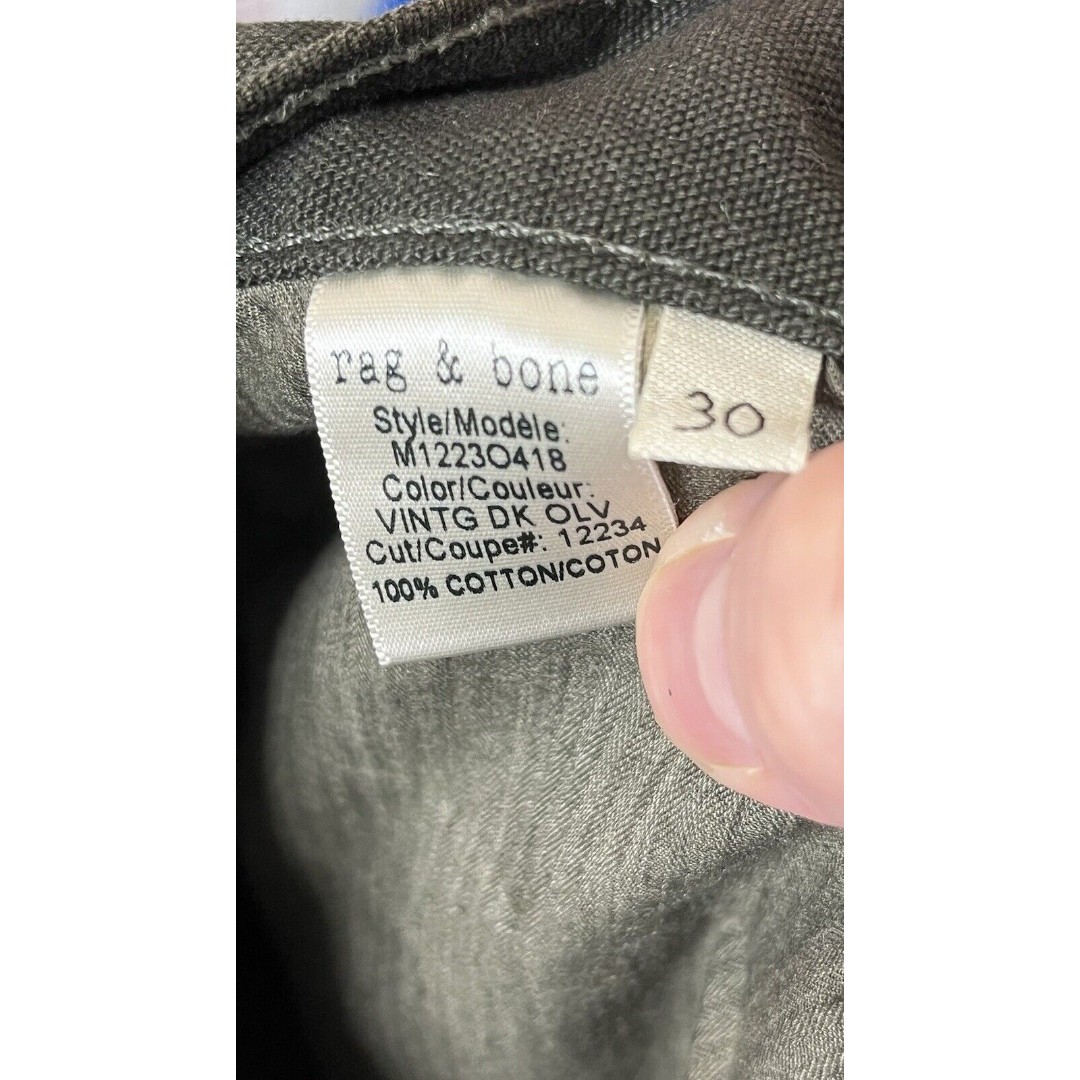 rag & bone
Style/Modèle:
M1223O418
Color/Couleur:
VINTG DK OLV
Cut/Coupe#: 12234
100% COTTON/COTON
30